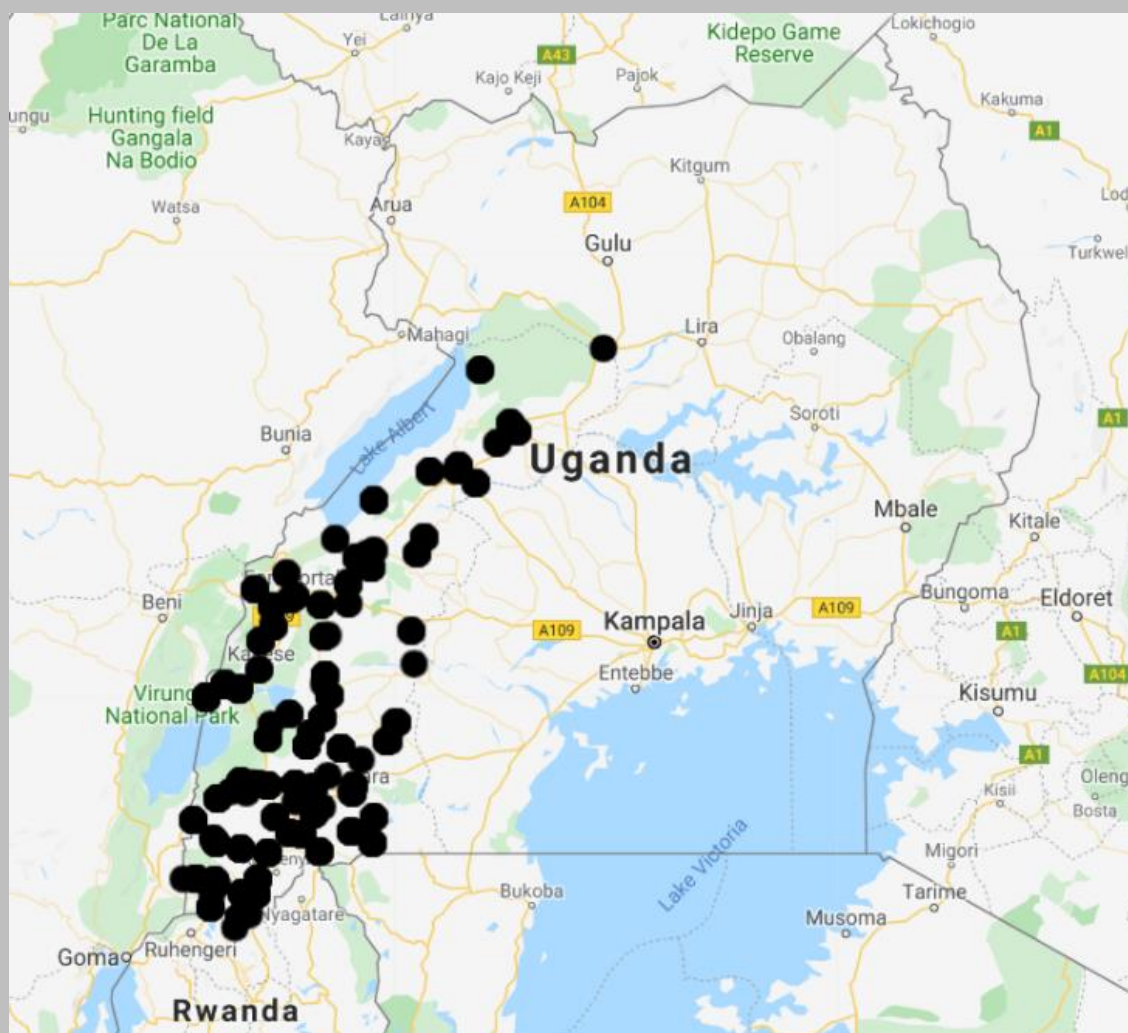 Parc National
De La
Garamba
Lainya
Yei
A43
Kajo Keji
Pajok
Kidepo Game
Reserve
Lokichogio
ungu
Hunting field
Gangala
Na Bodio
Kakuma
A1
Kitgum
Watsa
Arua
A104
Gulu
Lod
Turkwel
Mahagi
Lira
Obalang
Bunia
Lake Albert
Soroti
A1
Uganda
Mbale
Kitale
Beni
Bungoma
Eldoret
Kampala
Jinja
A109
A109
A1
Entebbe
A104
Kisumu
National Park
A1
Oleng
Kisii
Bosta
Migori
Lake Victoria
Bukoba
Tarime
Nyagatare
Musoma
Ruhengeri
Goma
Rwanda